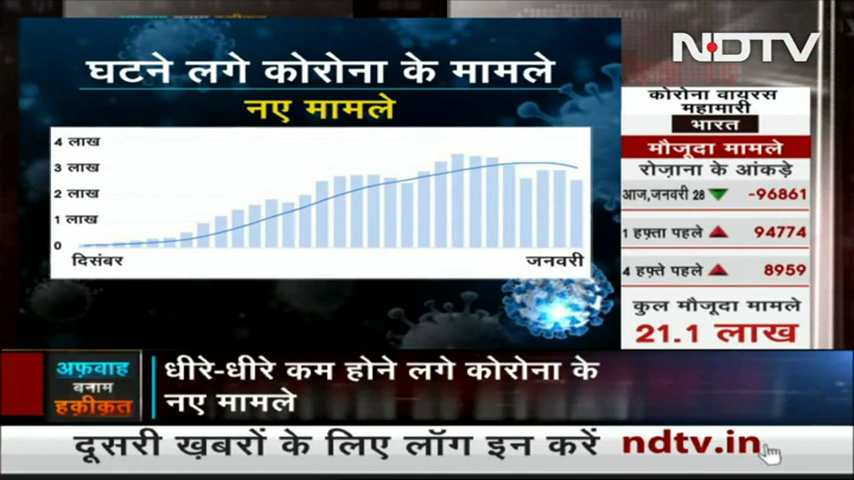 NDTV
घटने लगे कोरोना के मामले
नए मामले
4 लाख
3 लाख
2 लाख
1 लाख
0
दिसंबर
जनवरी
कोरोना वायरस
महामारी
भारत
मौजूदा मामले
रोज़ाना के आंकड़े
आज,जनवरी 28 -96861
1 हफ़्ता पहले 94774
4 हफ़्ते पहले 8959
कुल मौजूदा मामले
21.1 लाख
अफ़वाह
बनाम
हक़ीक़त
धीरे-धीरे कम होने लगे कोरोना के
नए मामले
दूसरी ख़बरों के लिए लॉग इन करें ndtv.in